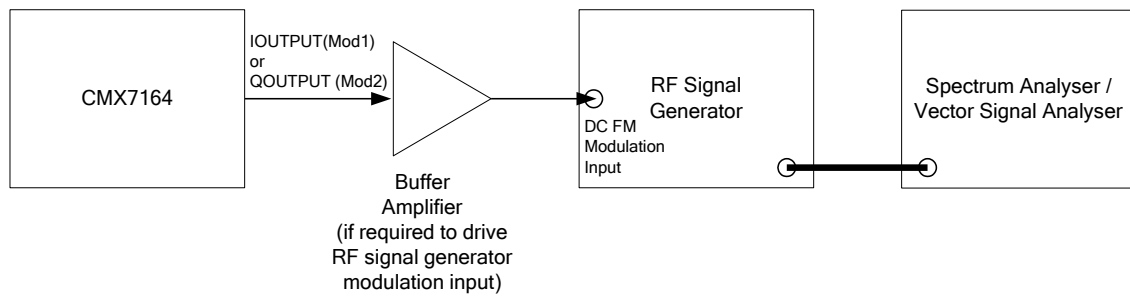 CMX7164
IOUTPUT(Mod1)
or
QOUTPUT (Mod2)
Buffer
Amplifier
(if required to drive
RF signal generator
modulation input)
RF Signal
Generator
DC FM
Modulation
Input
Spectrum Analyser /
Vector Signal Analyser